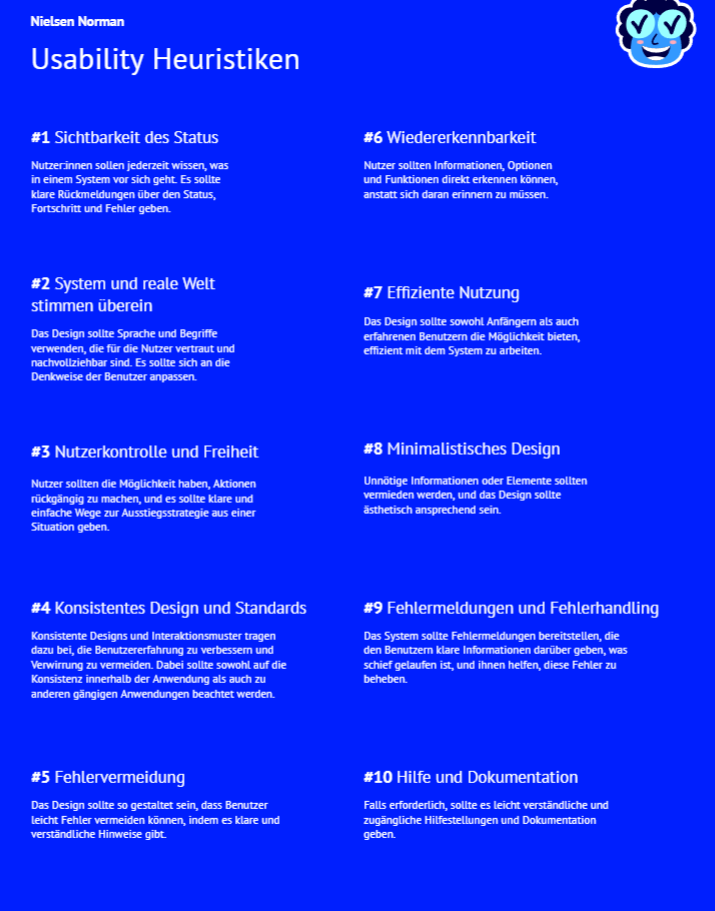 Nielsen Norman
Usability Heuristiken
#1 Sichtbarkeit des Status
Nutzer:innen sollen jederzeit wissen, was
in einem System vor sich geht. Es sollte
klare Rückmeldungen über den Status,
Fortschritt und Fehler geben.
#2 System und reale Welt
stimmen überein
Das Design sollte Sprache und Begriffe
verwenden, die für die Nutzer vertraut und
nachvollziehbar sind. Es sollte sich an die
Denkweise der Benutzer anpassen.
#3 Nutzerkontrolle und Freiheit
Nutzer sollten die Möglichkeit haben, Aktionen
rückgängig zu machen, und es sollte klare und
einfache Wege zur Ausstiegsstrategie aus einer
Situation geben.
#4 Konsistentes Design und Standards
Konsistente Designs und Interaktionsmuster tragen
dazu bei, die Benutzererfahrung zu verbessern und
Verwirrung zu vermeiden. Dabei sollte sowohl auf die
Konsistenz innerhalb der Anwendung als auch zu
anderen gängigen Anwendungen beachtet werden.
#5 Fehlervermeidung
Das Design sollte so gestaltet sein, dass Benutzer
leicht Fehler vermeiden können, indem es klare und
verständliche Hinweise gibt.
#6 Wiedererkennbarkeit
Nutzer sollten Informationen, Optionen
und Funktionen direkt erkennen können,
anstatt sich daran erinnern zu müssen.
#7 Effiziente Nutzung
Das Design sollte sowohl Anfängern als auch
erfahrenen Benutzern die Möglichkeit bieten,
effizient mit dem System zu arbeiten.
#8 Minimalistisches Design
Unnötige Informationen oder Elemente sollten
vermieden werden, und das Design sollte
ästhetisch ansprechend sein.
#9 Fehlermeldungen und Fehlerhandling
Das System sollte Fehlermeldungen bereitstellen, die
den Benutzern klare Informationen darüber geben, was
schief gelaufen ist, und ihnen helfen, diese Fehler zu
beheben.
#10 Hilfe und Dokumentation
Falls erforderlich, sollte es leicht verständliche und
zugängliche Hilfestellungen und Dokumentation
geben.